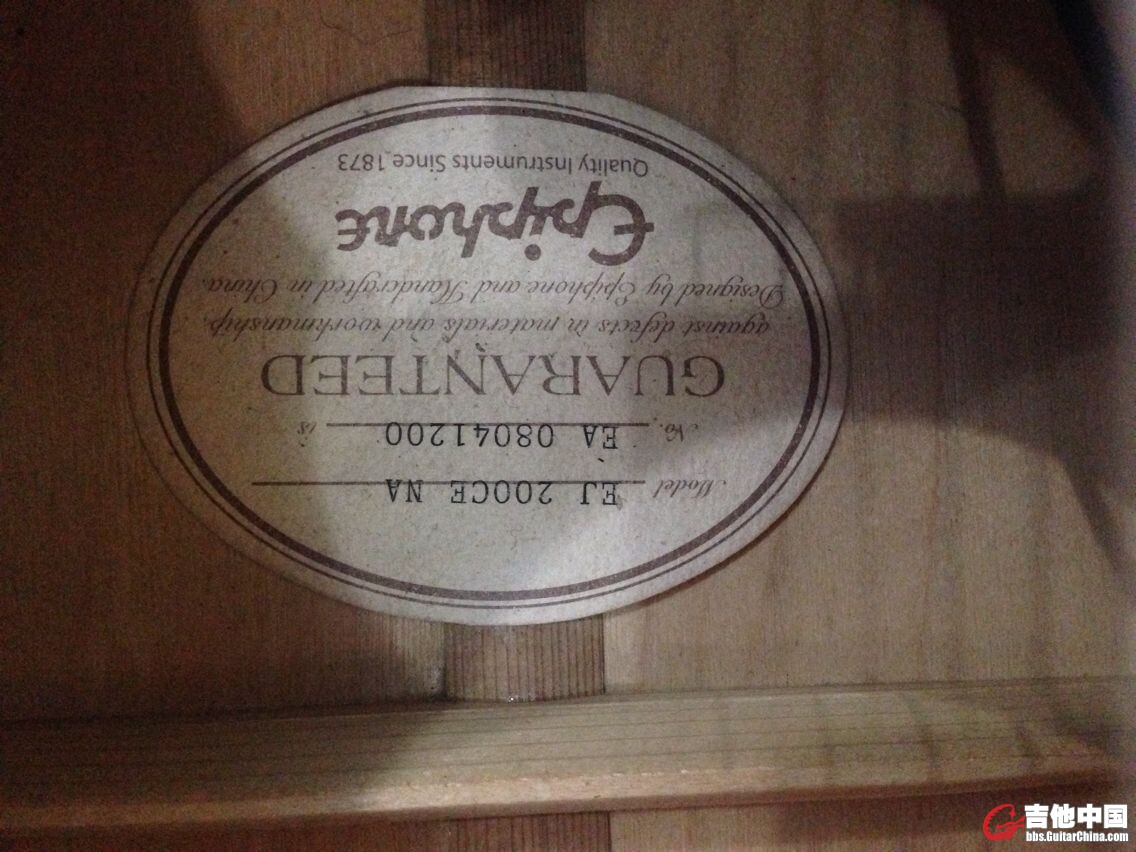 Model EJ 200CE NA
No. EA 08041200 is
GUARANTEED
against defects in materials and workmanship.
Designed by Epiphone and Handcrafted in China.
Epiphone
Quality Instruments Since 1873
吉他中国
bbs.GuitarChina.com